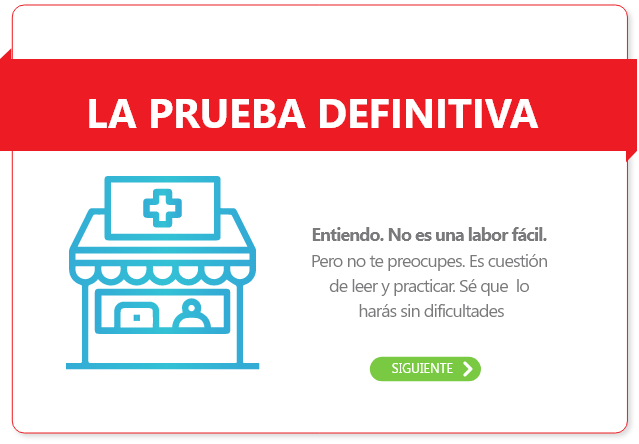 LA PRUEBA DEFINITIVA
Entiendo. No es una labor fácil.
Pero no te preocupes. Es cuestión
de leer y practicar. Sé que lo
harás sin dificultades
SIGUIENTE